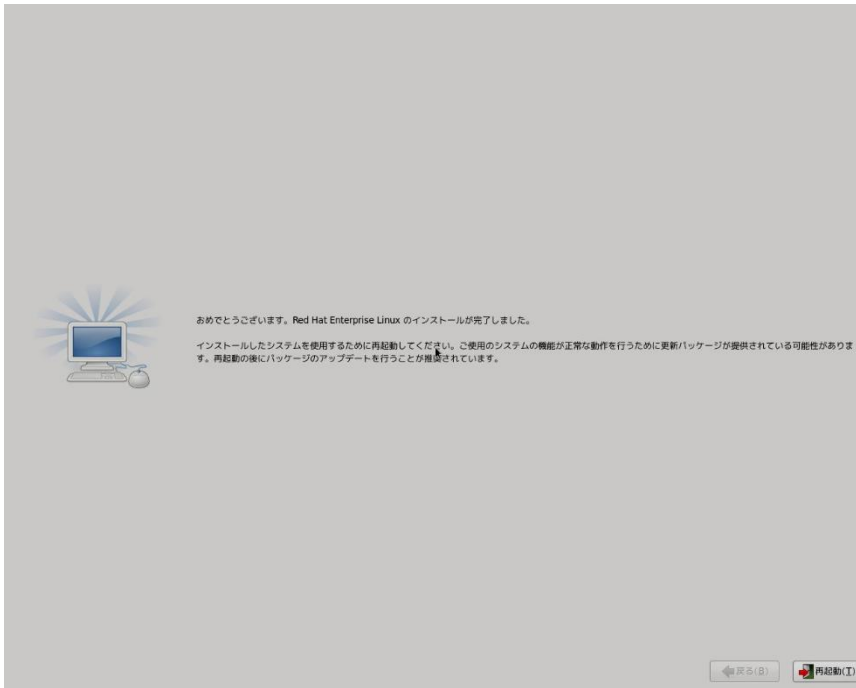 おめでとうございます。Red Hat Enterprise Linux のインストールが完了しました。
インストールしたシステムを使用するために再起動してください。ご使用のシステムの機能が正常な動作を行うために更新パッケージが提供されている可能性がありま
す。再起動の後にパッケージのアップデートを行うことが推奨されています。
戻る(B)
再起動(T)